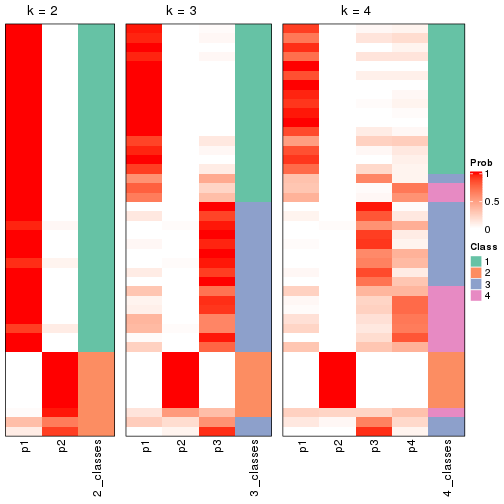 k = 2
k = 3
k = 4
p1
p2
2_classes
p1
p2
p3
3_classes
p1
p2
p3
p4
4_classes
Prob
1
0.5
0
Class
1
2
3
4